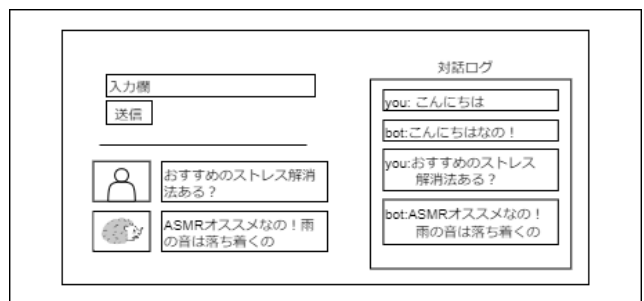 入力欄
送信
おすすめのストレス解消
法ある？
ASMRオススメなの！雨
の音は落ち着くの
対話ログ
you: こんにちは
bot:こんにちはなの！
you:おすすめのストレス
解消法ある？
bot:ASMRオススメなの！
雨の音は落ち着くの